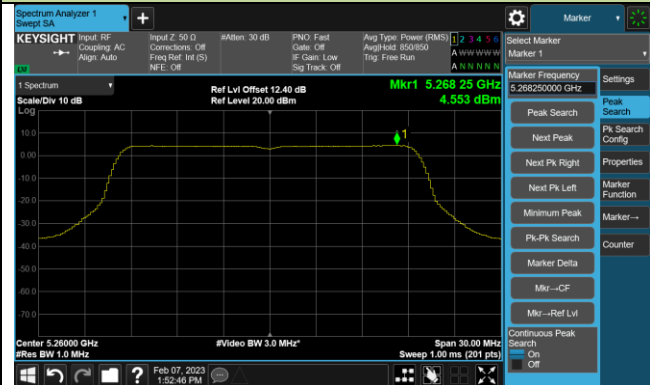 Spectrum Analyzer 1
Swept SA
Marker
KEYSIGHT Input: RF Input Z: 50 Ω #Atten: 30 dB PNO: Fast Avg Type: Power (RMS) 1 2 3 4 5 6
Coupling: AC Corrections: Off Gate: Off Avg|Hold: 850/850 A W W W W W
Align: Auto Freq Ref: Int (S) IF Gain: Low Trig: Free Run
NFE: Off Sig Track: Off A N N N N N
LXI
Select Marker
Marker 1
1 Spectrum
Scale/Div 10 dB
Log
Ref Lvl Offset 12.40 dB
Ref Level 20.00 dBm
Mkr1 5.268 25 GHz
4.553 dBm
Marker Frequency
5.268250000 GHz
Peak Search
Next Peak
Next Pk Right
Next Pk Left
Minimum Peak
Pk-Pk Search
Marker Delta
Mkr→CF
Mkr→Ref Lvl
Continuous Peak
Search
On
Off
Settings
Peak
Search
Pk Search
Config
Properties
Marker
Function
Marker→
Counter
10.0
0.00
-10.0
-20.0
-30.0
-40.0
-50.0
-60.0
-70.0
1
Center 5.26000 GHz #Video BW 3.0 MHz* Span 30.00 MHz
#Res BW 1.0 MHz Sweep 1.00 ms (201 pts)
?
Feb 07, 2023
1:52:46 PM